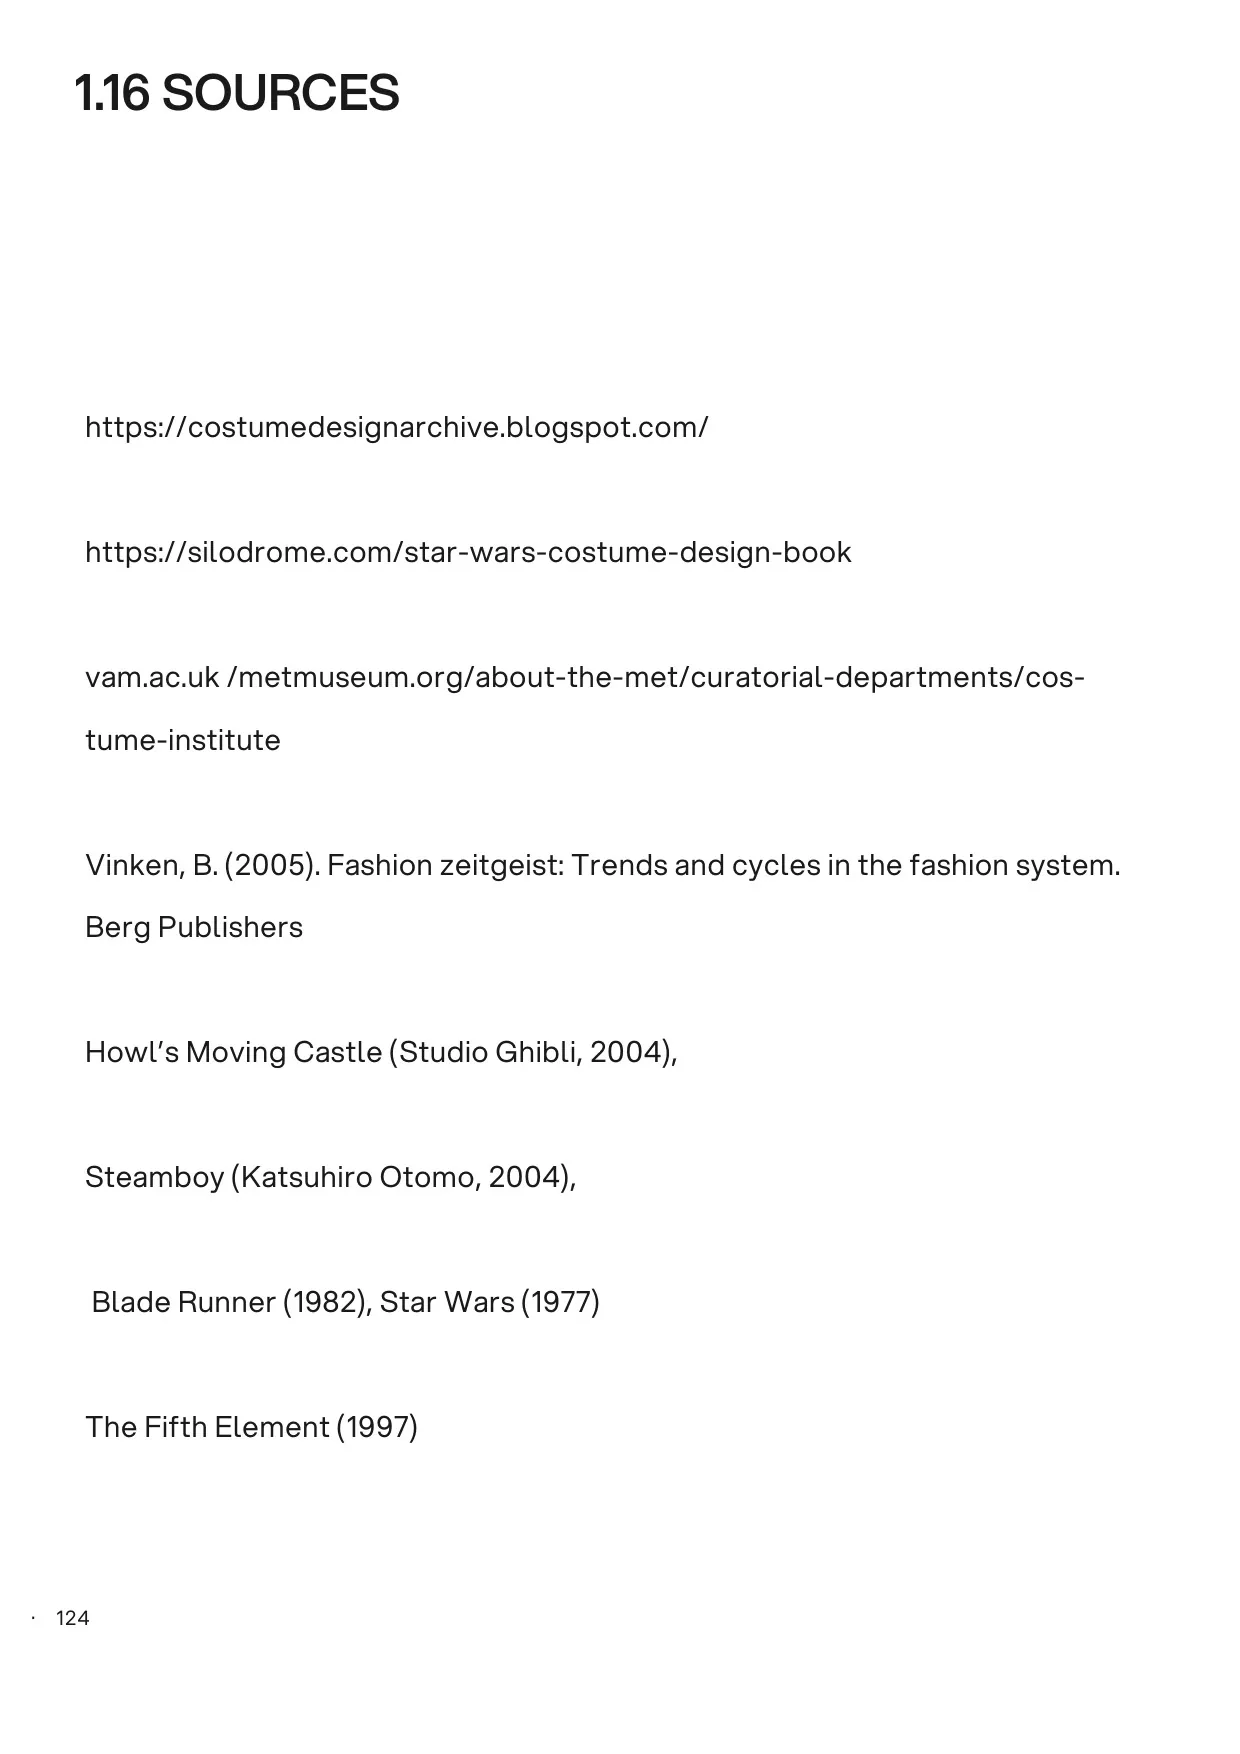 1.16 SOURCES
https://costumedesignarchive.blogspot.com/
https://silodrome.com/star-wars-costume-design-book
vam.ac.uk /metmuseum.org/about-the-met/curatorial-departments/cos-
tume-institute
Vinken, B. (2005). Fashion zeitgeist: Trends and cycles in the fashion system.
Berg Publishers
Howl’s Moving Castle (Studio Ghibli, 2004),
Steamboy (Katsuhiro Otomo, 2004),
Blade Runner (1982), Star Wars (1977)
The Fifth Element (1997)
· 124